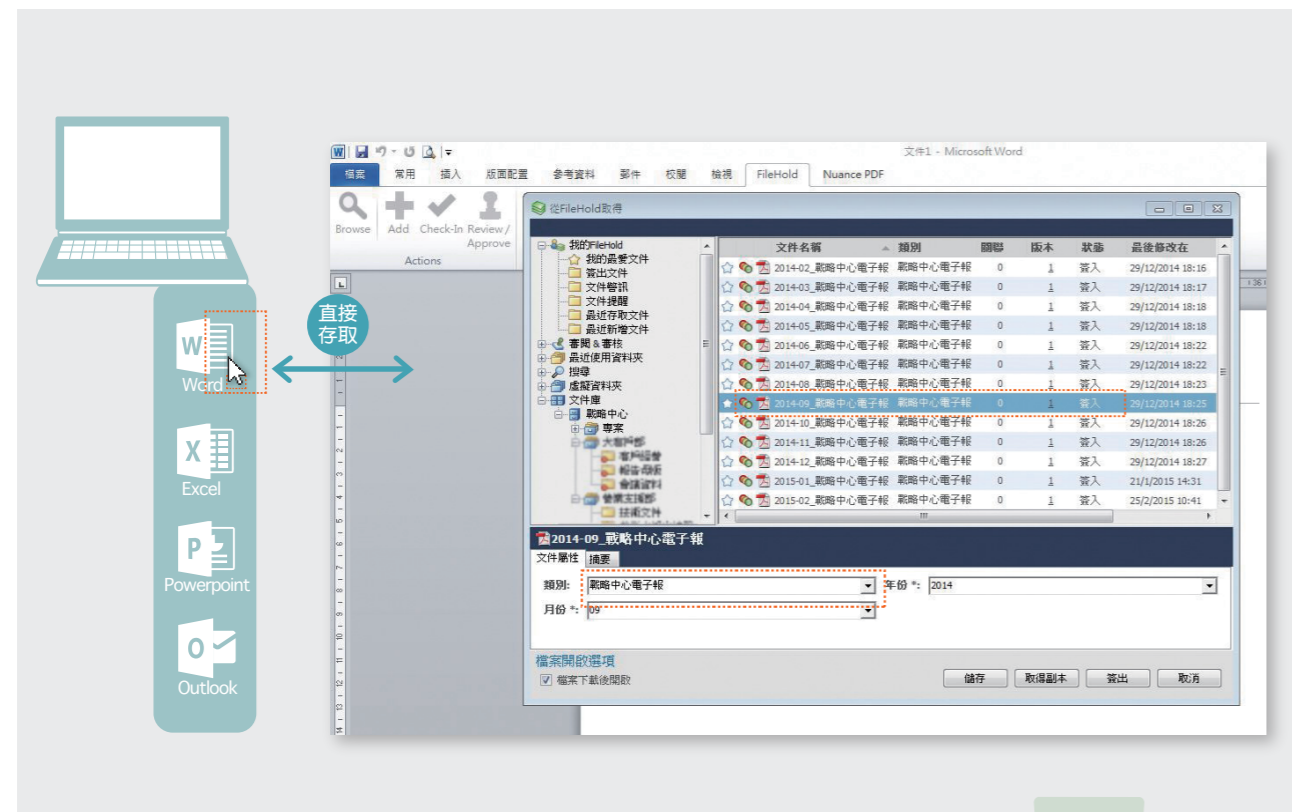 文件1 - Microsoft Word
檔案 常用 插入 版面配置 參考資料 郵件 校閱 檢視 FileHold Nuance PDF
Browse Add Check-In Review / Approve
Actions
直接
存取
Word
Excel
Powerpoint
Outlook
從FileHold取得
我的FileHold
我的最愛文件
簽出文件
文件警訊
文件提醒
最近存取文件
最近新增文件
審閱 & 審核
最近使用資料夾
搜尋
虛擬資料夾
文件庫
戰略中心
專案
技術文件
文件名稱 類別 關聯 版本 狀態 最後修改在
2014-02_戰略中心電子報 戰略中心電子報 0 1 簽入 29/12/2014 18:16
2014-03_戰略中心電子報 戰略中心電子報 0 1 簽入 29/12/2014 18:17
2014-04_戰略中心電子報 戰略中心電子報 0 1 簽入 29/12/2014 18:18
2014-05_戰略中心電子報 戰略中心電子報 0 1 簽入 29/12/2014 18:18
2014-06_戰略中心電子報 戰略中心電子報 0 1 簽入 29/12/2014 18:22
2014-07_戰略中心電子報 戰略中心電子報 0 1 簽入 29/12/2014 18:22
2014-08_戰略中心電子報 戰略中心電子報 0 1 簽入 29/12/2014 18:23
2014-09_戰略中心電子報 戰略中心電子報 0 1 簽入 29/12/2014 18:25
2014-10_戰略中心電子報 戰略中心電子報 0 1 簽入 29/12/2014 18:26
2014-11_戰略中心電子報 戰略中心電子報 0 1 簽入 29/12/2014 18:26
2014-12_戰略中心電子報 戰略中心電子報 0 1 簽入 29/12/2014 18:27
2015-01_戰略中心電子報 戰略中心電子報 0 1 簽入 21/1/2015 14:31
2015-02_戰略中心電子報 戰略中心電子報 0 1 簽入 25/2/2015 10:41
2014-09_戰略中心電子報
文件屬性 摘要
類別: 戰略中心電子報 年份 *: 2014
月份 *: 09
檔案開啟選項
檔案下載後開啟
儲存 取得副本 簽出 取消